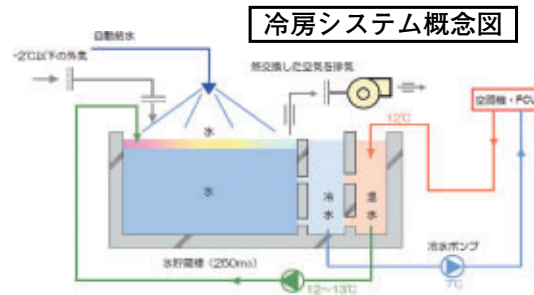 冷房システム概念図
自動給水
-2℃以下の外気
熱交換した空気を排気
空調機・FCU
12℃
氷
氷
冷水
温水
冷水ポンプ
氷貯蔵槽（260m3）
12～13℃
7℃